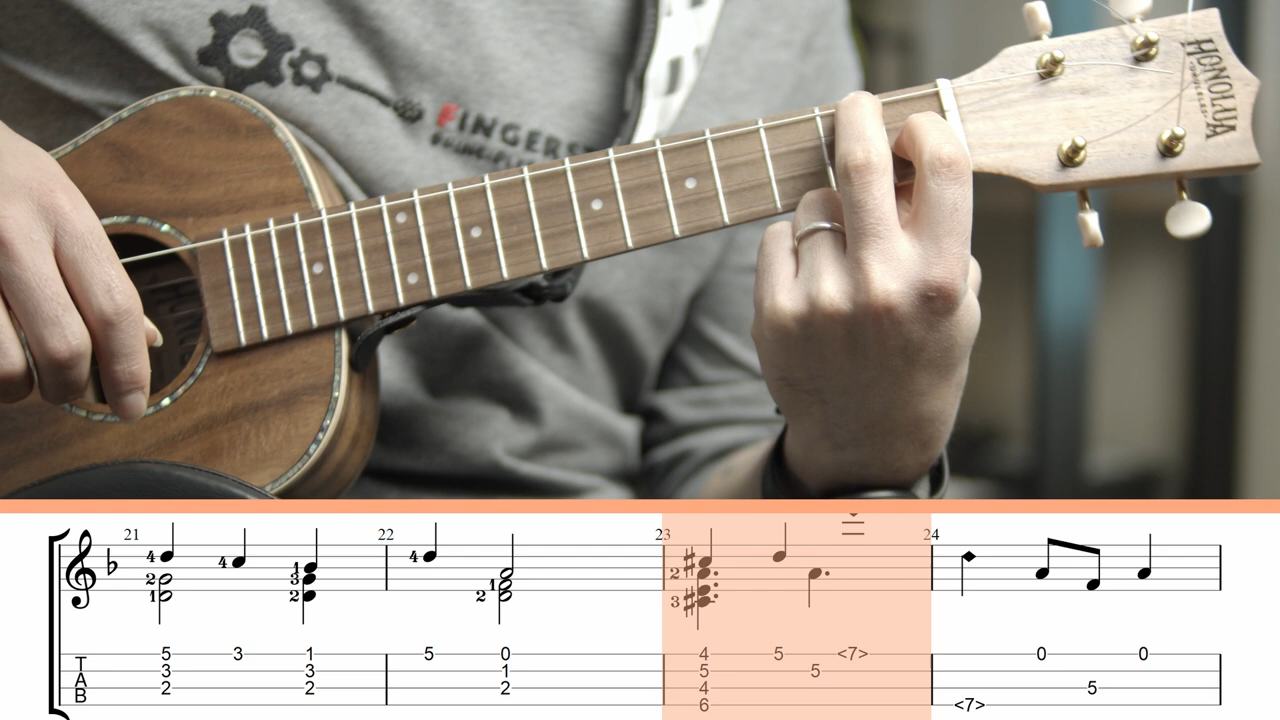 HONOLUA
UKULELES
FINGERS
PRINCIPLE
21 22 23 24
4 4 1 4
2 3 1 2
1 2 2 3
5 3 1 5 0 4 5 <7> 0 0
T 3 3 1 5 5
A 2 2 2 4 5
B 6 <7>